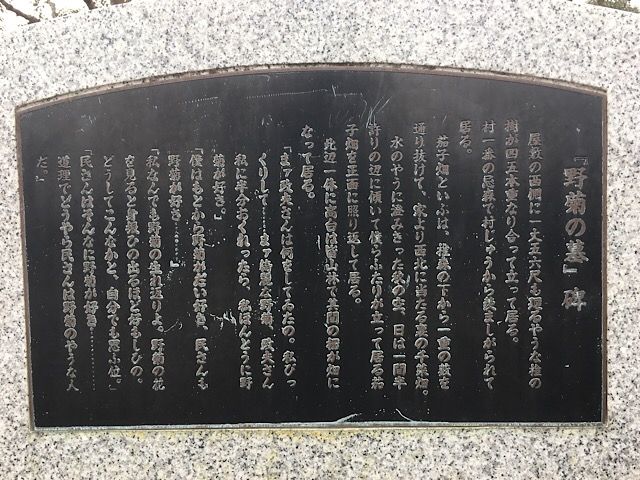 『野菊の墓』碑
屋敷の西側に一丈五六尺も廻るやうな椎の
樹が四五本重なり合って立って居る。
村一番の忌森で村じゅうから羨ましがられて
居る。
茄子畑といふは、椎森の下から一重の藪を
通り抜けて、家より西北に当る裏の千菜畑。
水のやうに澄みきった秋の空、日は一間半
許りの辺に傾いて僕らふたりが立って居る茄
子畑を正面に照り返して居る。
此辺一体に高台は百山林で其間の柵が畑に
なって居る。
「まァ政夫さんは何をしてゐたの。私びっ
くりして……まァ綺麗な野菊、政夫さん
私に半分おくれったら、私ほんとうに野
菊が好き。」
「僕はもとから野菊がだい好き。民さんも
野菊が好き……」
「私なんでも野菊の生れ返りよ。野菊の花
を見ると身振ひの出るほど好もしいの。
どうしてこんなかと、自分でも思ふ位。」
「民さんはそんなに野菊が好き……
道理でどうやら民さんは野菊のやうな人
だ。」